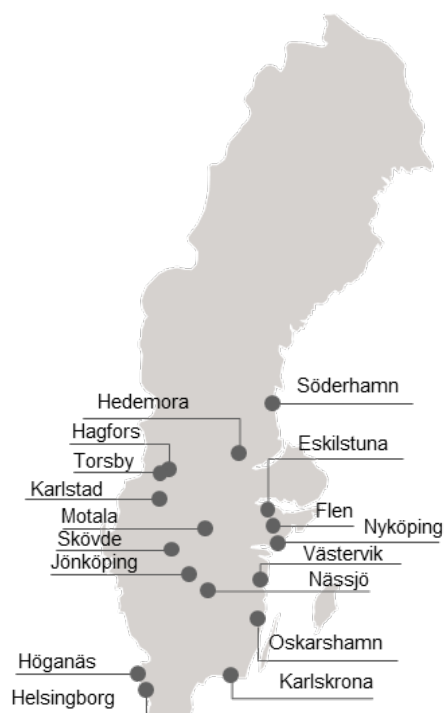 Söderhamn
Hedemora
Hagfors
Eskilstuna
Torsby
Karlstad
Flen
Motala
Nyköping
Skövde
Västervik
Jönköping
Nässjö
Oskarshamn
Höganäs
Karlskrona
Helsingborg